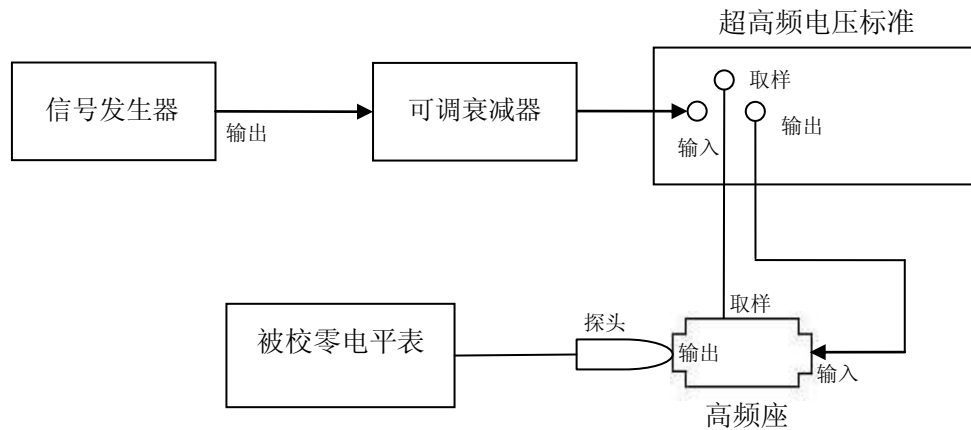 超高频电压标准
信号发生器
输出
可调衰减器
取样
输入
输出
被校零电平表
探头
取样
输出
输入
高频座